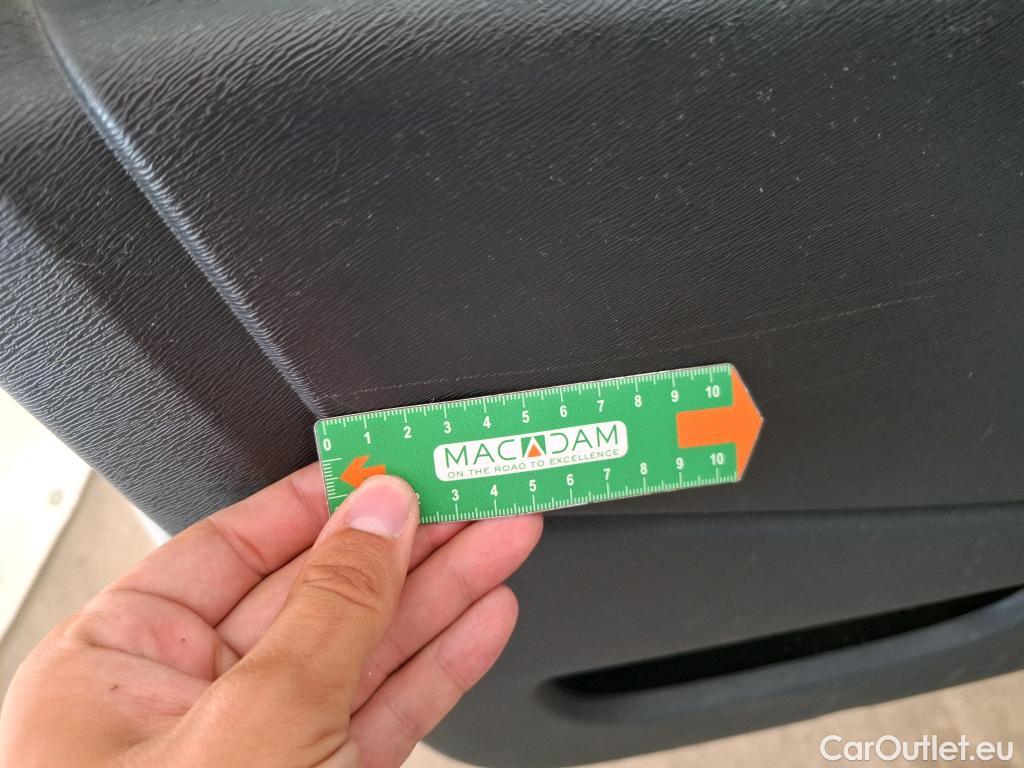 0 1 2 3 4 5 6 7 8 9 10
MACADAM
ON THE ROAD TO EXCELLENCE
3 4 5 6 7 8 9 10
CarOutlet.eu